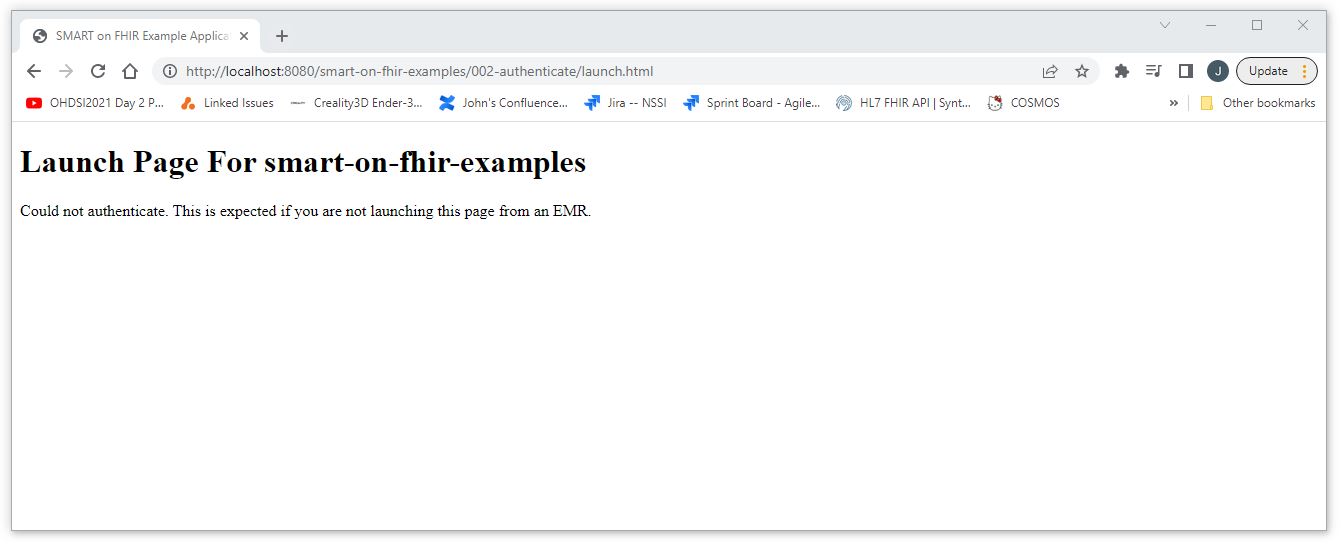 SMART on FHIR Example Applica
http://localhost:8080/smart-on-fhir-examples/002-authenticate/launch.html
J
Update
OHDSI2021 Day 2 P...
Linked Issues
Creality3D Ender-3...
John's Confluence...
Jira -- NSSI
Sprint Board - Agile...
HL7 FHIR API | Synt...
COSMOS
»
Other bookmarks
Launch Page For smart-on-fhir-examples
Could not authenticate. This is expected if you are not launching this page from an EMR.